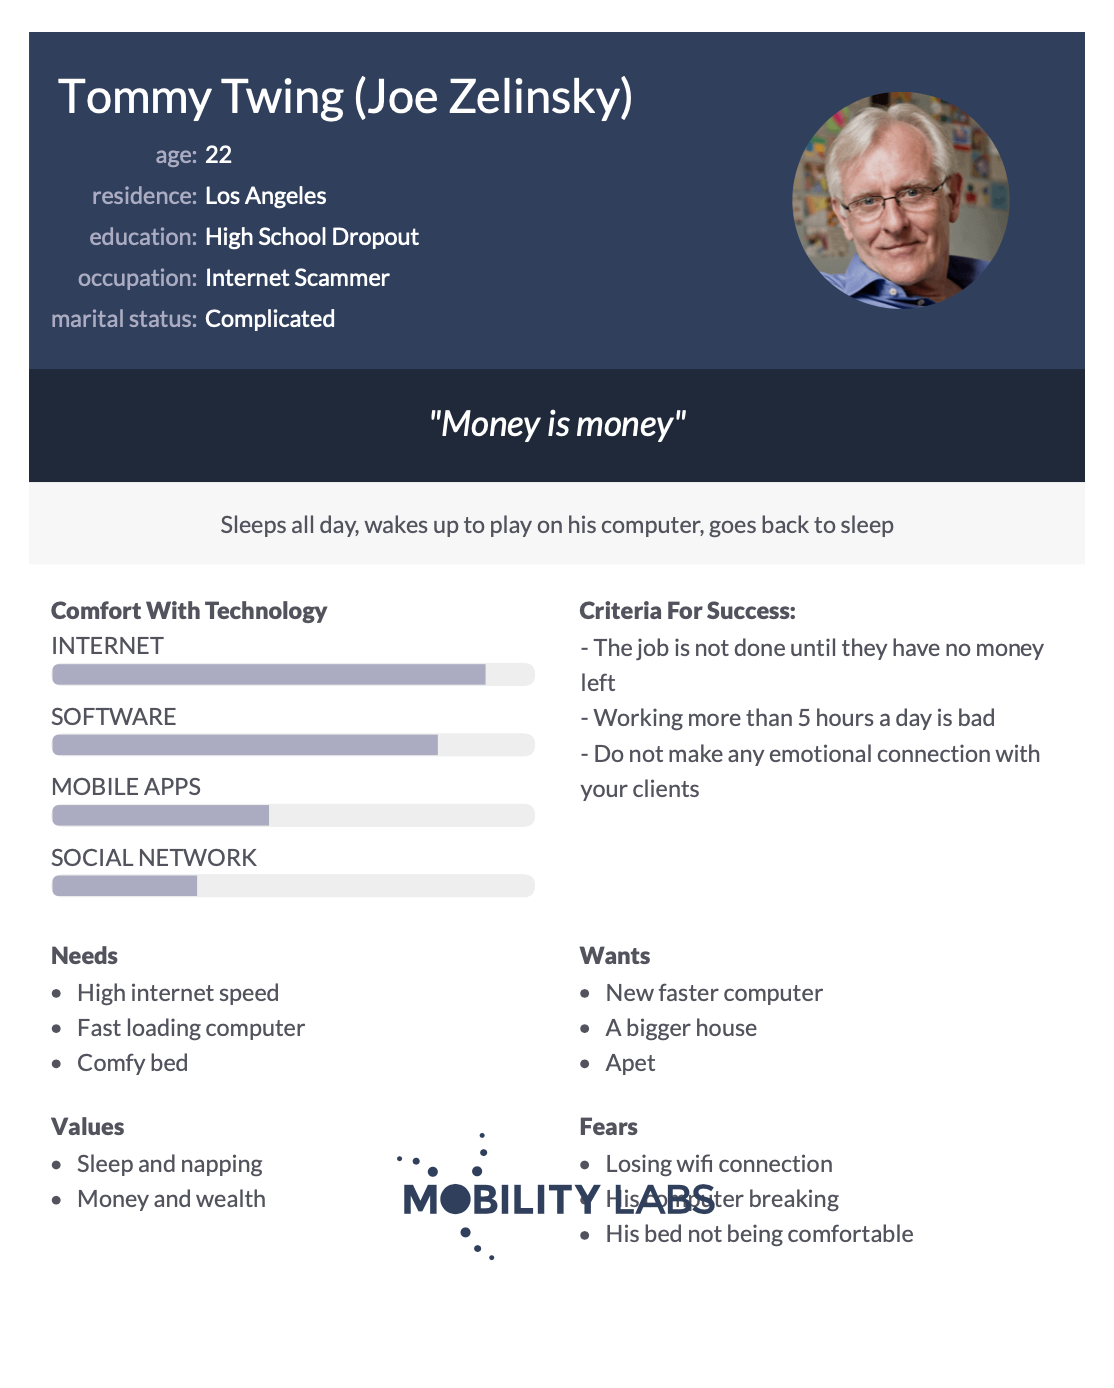 Tommy Twing (Joe Zelinsky)
age: 22
residence: Los Angeles
education: High School Dropout
occupation: Internet Scammer
marital status: Complicated
"Money is money"
Sleeps all day, wakes up to play on his computer, goes back to sleep
Comfort With Technology
INTERNET
SOFTWARE
MOBILE APPS
SOCIAL NETWORK
Criteria For Success:
- The job is not done until they have no money
left
- Working more than 5 hours a day is bad
- Do not make any emotional connection with
your clients
Needs
• High internet speed
• Fast loading computer
• Comfy bed
Wants
• New faster computer
• A bigger house
• Apet
Values
• Sleep and napping
• Money and wealth
Fears
• Losing wifi connection
• His computer breaking
• His bed not being comfortable
MOBILITY LABS